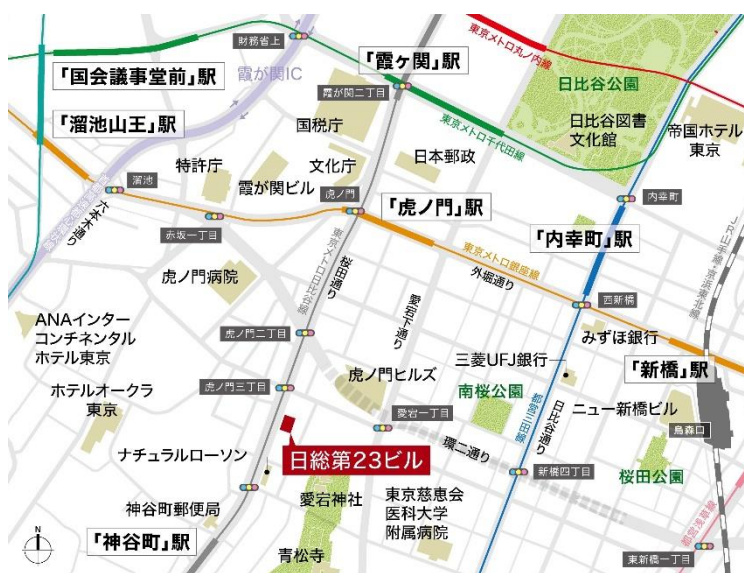 財務省上
「国会議事堂前」駅
霞が関IC
「霞ヶ関」駅
東京メトロ丸ノ内線
日比谷公園
霞が関二丁目
「溜池山王」駅
国税庁
東京メトロ千代田線
日比谷図書
文化館
帝国ホテル
東京
特許庁
文化庁
日本郵政
溜池
霞が関ビル
虎ノ門
内幸町
六本木通り
赤坂一丁目
「虎ノ門」駅
「内幸町」駅
JR山手線・京浜東北線
東京メトロ日比谷線
桜田通り
東京メトロ銀座線
外堀通り
虎ノ門病院
愛宕下通り
西新橋
ANAインター
コンチネンタル
ホテル東京
虎ノ門二丁目
みずほ銀行
三菱UFJ銀行
「新橋」駅
ホテルオークラ
東京
虎ノ門三丁目
虎ノ門ヒルズ
南桜公園
都営三田線
日比谷通り
ニュー新橋ビル
愛宕一丁目
烏森口
ナチュラルローソン
日総第23ビル
環二通り
新橋四丁目
桜田公園
神谷町郵便局
愛宕神社
東京慈恵会
医科大学
附属病院
都営浅草線
N
「神谷町」駅
青松寺
東新橋一丁目